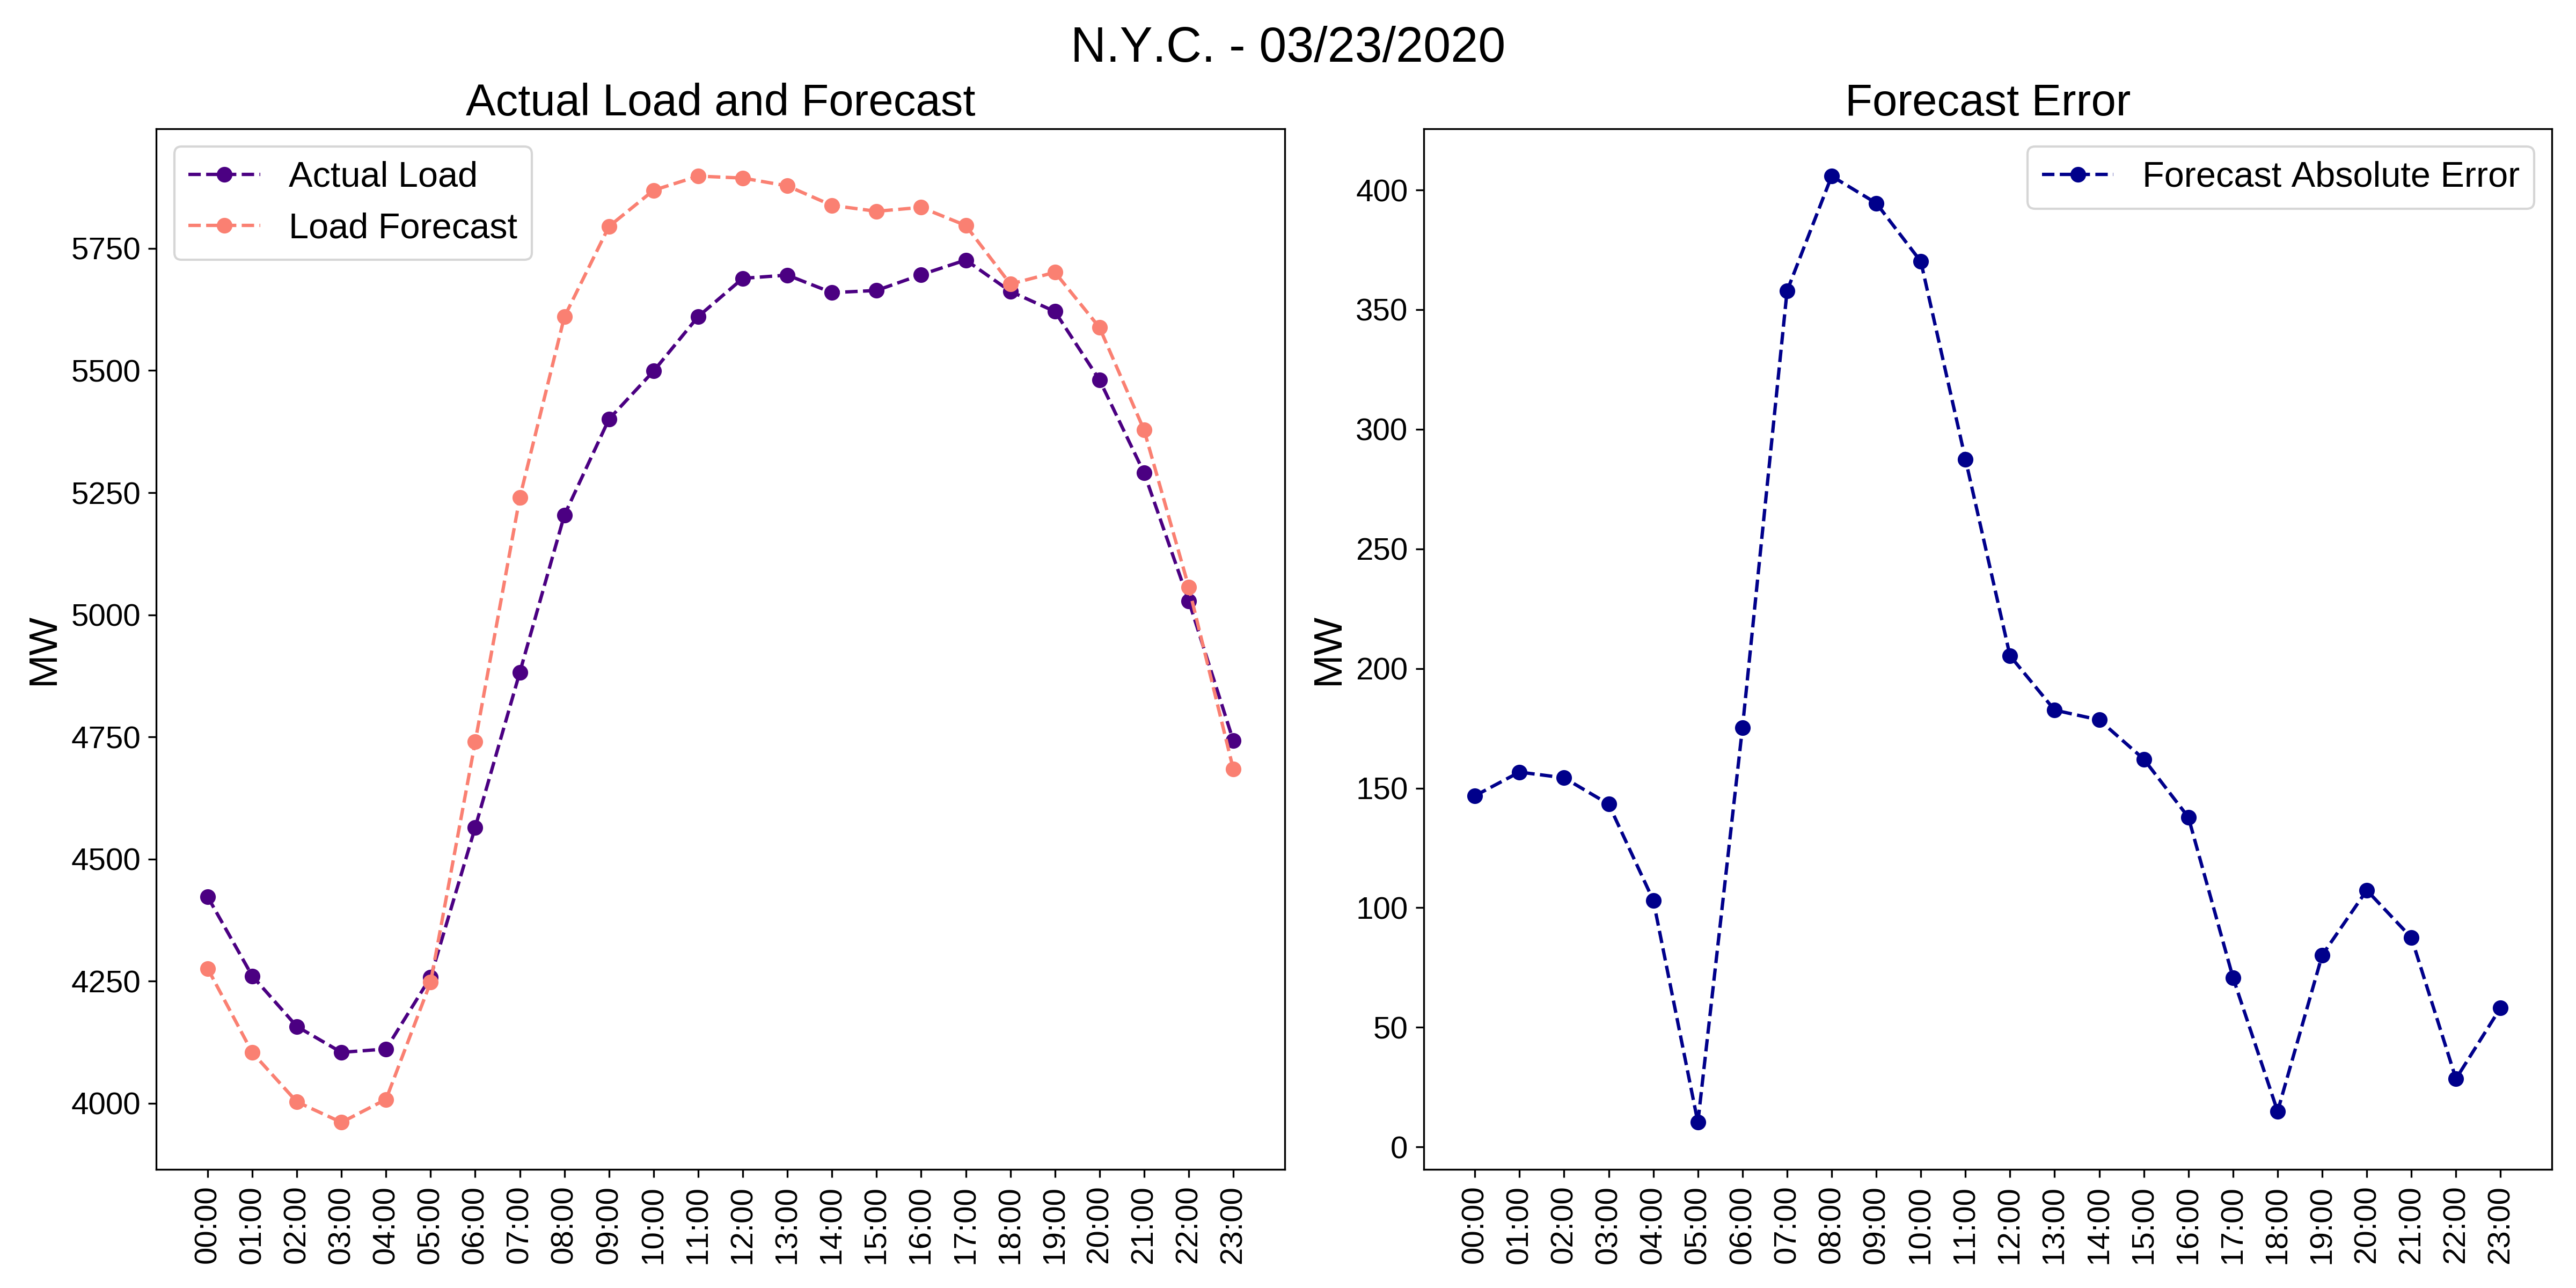 N.Y.C. - 03/23/2020
Actual Load and Forecast
Actual Load
Load Forecast
MW
5750
5500
5250
5000
4750
4500
4250
4000
00:00 01:00 02:00 03:00 04:00 05:00 06:00 07:00 08:00 09:00 10:00 11:00 12:00 13:00 14:00 15:00 16:00 17:00 18:00 19:00 20:00 21:00 22:00 23:00
Forecast Error
Forecast Absolute Error
MW
400
350
300
250
200
150
100
50
0
00:00 01:00 02:00 03:00 04:00 05:00 06:00 07:00 08:00 09:00 10:00 11:00 12:00 13:00 14:00 15:00 16:00 17:00 18:00 19:00 20:00 21:00 22:00 23:00